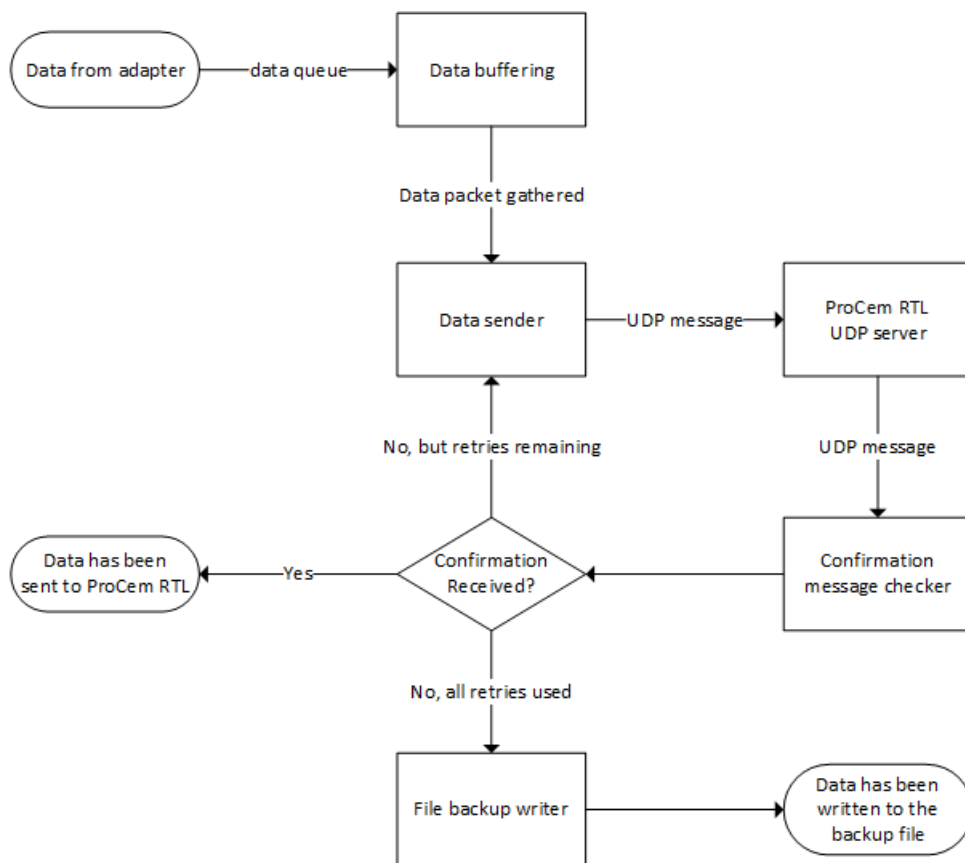 Data from adapter
data queue
Data buffering
Data packet gathered
Data sender
UDP message
ProCem RTL
UDP server
No, but retries remaining
UDP message
Data has been
sent to ProCem RTL
Yes
Confirmation
Received?
Confirmation
message checker
No, all retries used
File backup writer
Data has been
written to the
backup file